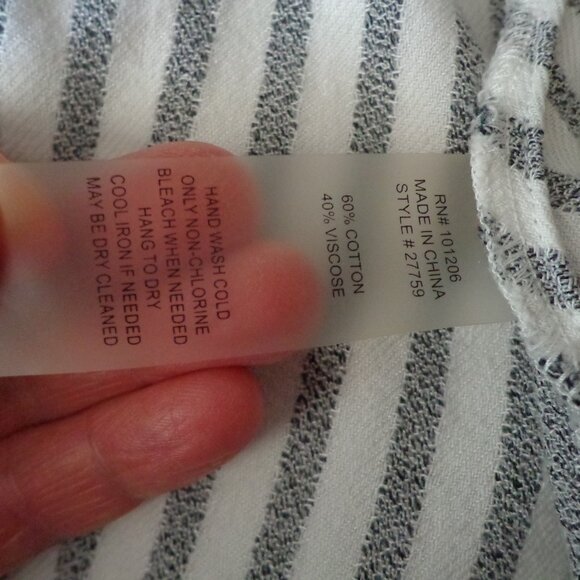 RN# 101206
MADE IN CHINA
STYLE # 27759
60% COTTON
40% VISCOSE
HAND WASH COLD
ONLY NON-CHLORINE
BLEACH WHEN NEEDED
HANG TO DRY
COOL IRON IF NEEDED
MAY BE DRY CLEANED